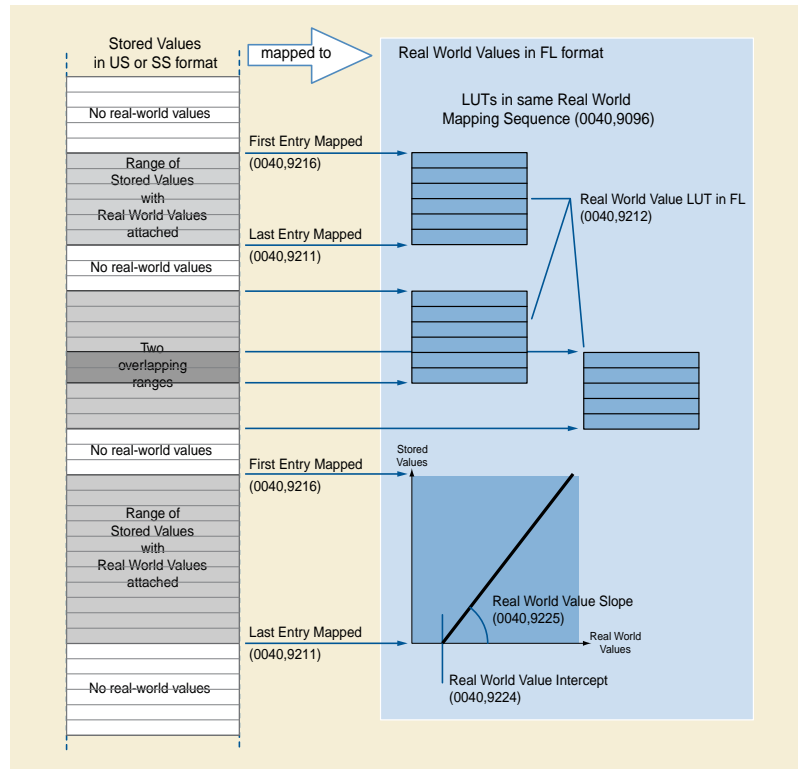 Stored Values
in US or SS format
mapped to
Real World Values in FL format
LUTs in same Real World
Mapping Sequence (0040,9096)
No real-world values
First Entry Mapped
(0040,9216)
Range of
Stored Values
with
Real World Values
attached
Real World Value LUT in FL
(0040,9212)
Last Entry Mapped
(0040,9211)
No real-world values
Two
overlapping
ranges
No real-world values
First Entry Mapped
(0040,9216)
Stored
Values
Range of
Stored Values
with
Real World Values
attached
Real World Value Slope
(0040,9225)
Last Entry Mapped
(0040,9211)
Real World
Values
No real-world values
Real World Value Intercept
(0040,9224)